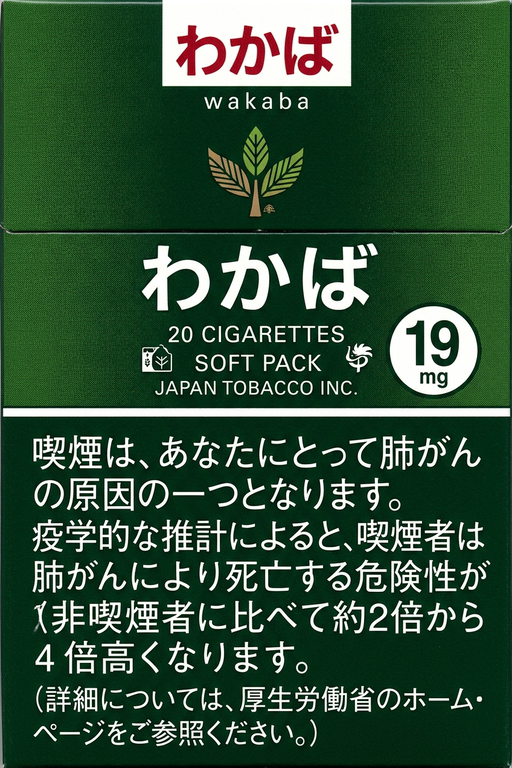 わかば
wakaba
わかば
20 CIGARETTES
SOFT PACK
JAPAN TOBACCO INC.
19
mg
喫煙は、あなたにとって肺がん
の原因の一つとなります。
疫学的な推計によると、喫煙者は
肺がんにより死亡する危険性が
非喫煙者に比べて約2倍から
4倍高くなります。
(詳細については、厚生労働省のホーム・
ページをご参照ください。)